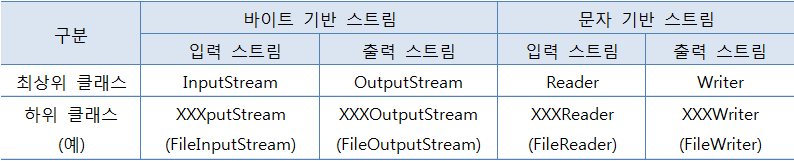 구분 바이트 기반 스트림 문자 기반 스트림
입력 스트림 출력 스트림 입력 스트림 출력 스트림
최상위 클래스 InputStream OutputStream Reader Writer
하위 클래스 XXXputStream XXXOutputStream XXXReader XXXWriter
(예) (FileInputStream) (FileOutputStream) (FileReader) (FileWriter)